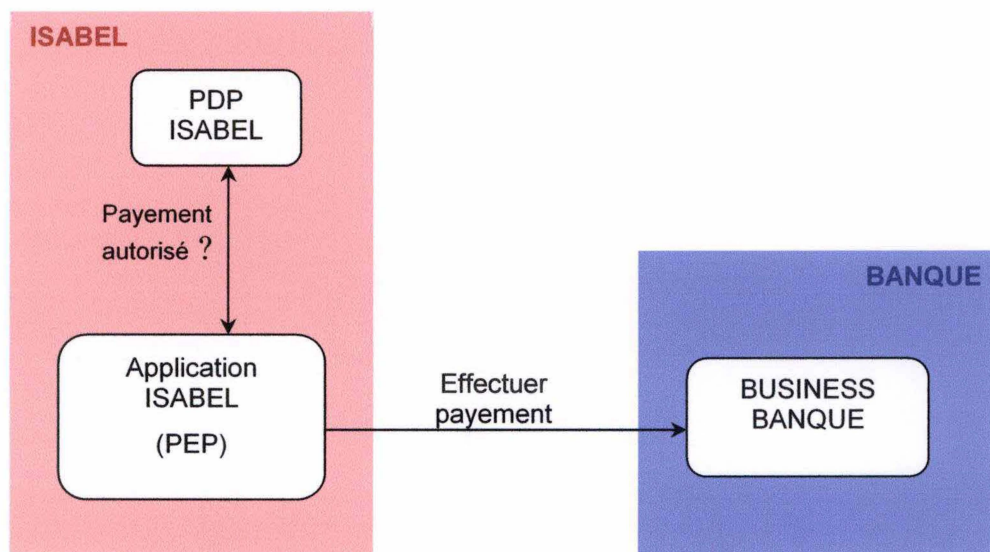 ISABEL
PDP
ISABEL
Payement
autorisé ?
Application
ISABEL
(PEP)
Effectuer
payement
BANQUE
BUSINESS
BANQUE